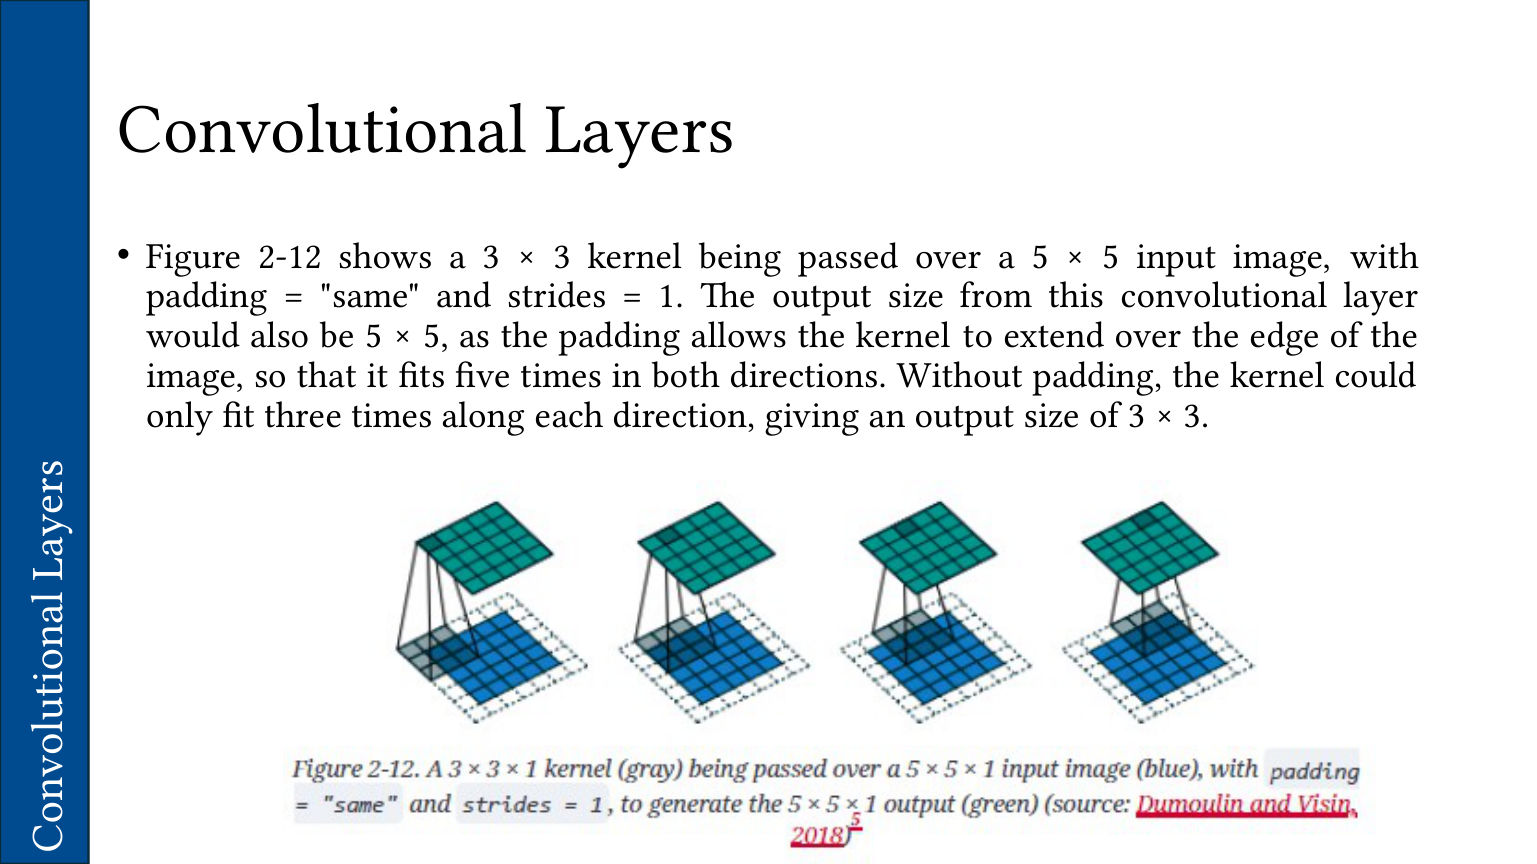 Convolutional Layers
Convolutional Layers
• Figure 2-12 shows a 3 × 3 kernel being passed over a 5 × 5 input image, with
padding = "same" and strides = 1. The output size from this convolutional layer
would also be 5 × 5, as the padding allows the kernel to extend over the edge of the
image, so that it fits five times in both directions. Without padding, the kernel could
only fit three times along each direction, giving an output size of 3 × 3.
Figure 2-12. A 3 × 3 × 1 kernel (gray) being passed over a 5 × 5 × 1 input image (blue), with padding
= "same" and strides = 1, to generate the 5 × 5 × 1 output (green) (source: Dumoulin and Visin,
2018)5